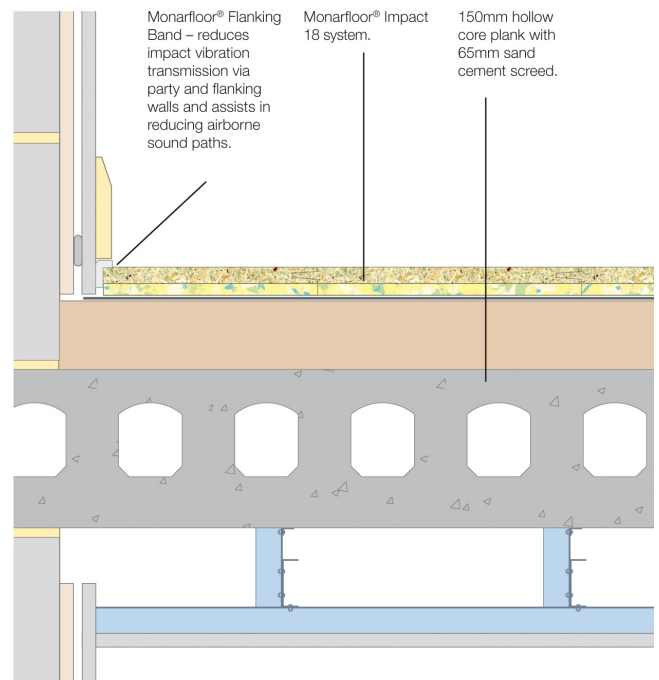 Monarfloor® Flanking
Band – reduces
impact vibration
transmission via
party and flanking
walls and assists in
reducing airborne
sound paths.
Monarfloor® Impact
18 system.
150mm hollow
core plank with
65mm sand
cement screed.